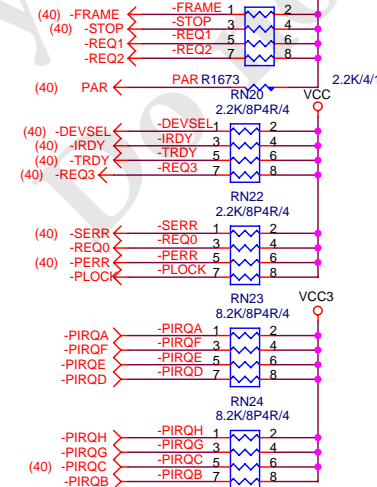 (40) -FRAME -FRAME 1 2
(40) -STOP -STOP 3 4
-REQ1 -REQ1 5 6
-REQ2 -REQ2 7 8
(40) PAR PAR R1673 2.2K/4/1
RN20 VCC
2.2K/8P4R/4
(40) -DEVSEL -DEVSEL 1 2
(40) -IRDY -IRDY 3 4
(40) -TRDY -TRDY 5 6
(40) -REQ3 -REQ3 7 8
RN22
2.2K/8P4R/4
(40) -SERR -SERR 1 2
-REQ0 -REQ0 3 4
(40) -PERR -PERR 5 6
-PLOCK -PLOCK 7 8
RN23 VCC3
8.2K/8P4R/4
-PIRQA -PIRQA 1 2
-PIRQF -PIRQF 3 4
-PIRQE -PIRQE 5 6
-PIRQD -PIRQD 7 8
RN24
8.2K/8P4R/4
-PIRQH -PIRQH 1 2
-PIRQG -PIRQG 3 4
(40) -PIRQC -PIRQC 5 6
-PIRQB -PIRQB 7 8
Do